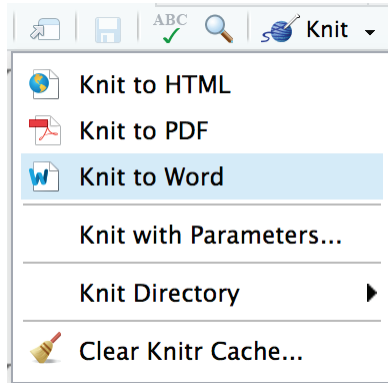 ABC
Knit
Knit to HTML
Knit to PDF
Knit to Word
Knit with Parameters...
Knit Directory
Clear Knitr Cache...